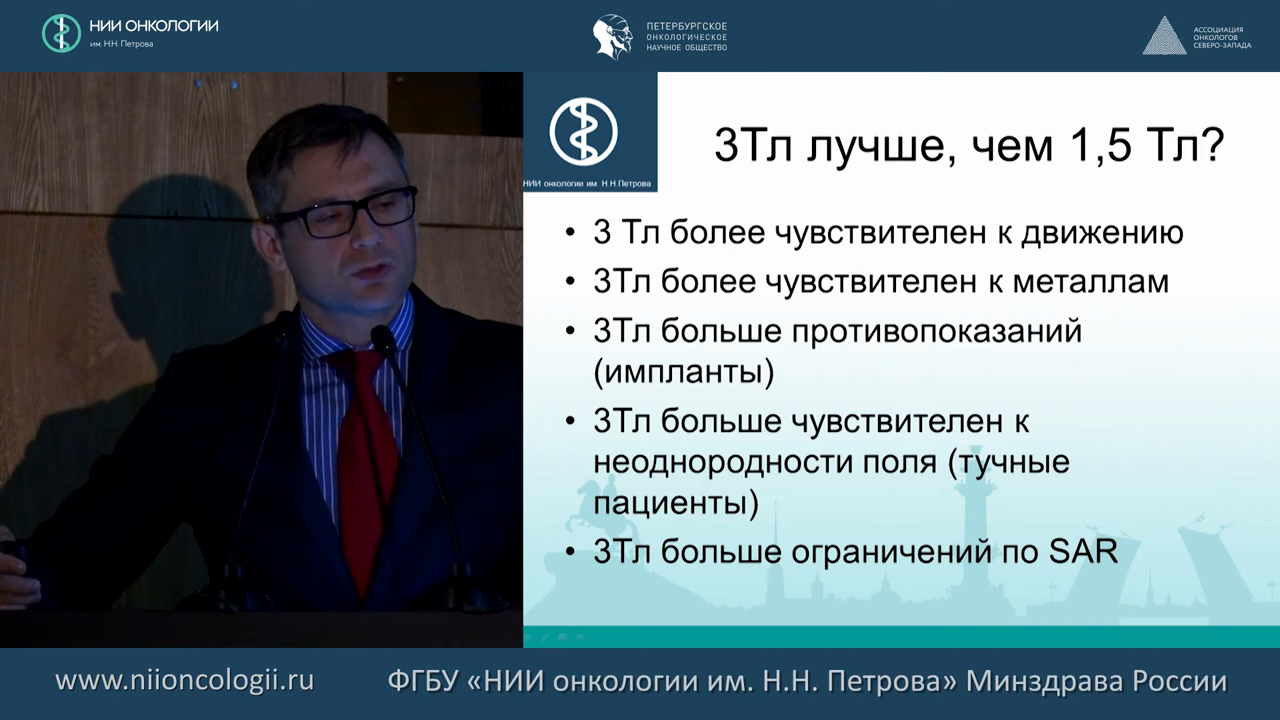 НИИ ОНКОЛОГИИ
им. Н.Н. Петрова
ПЕТЕРБУРГСКОЕ
ОНКОЛОГИЧЕСКОЕ
НАУЧНОЕ ОБЩЕСТВО
АССОЦИАЦИЯ
ОНКОЛОГОВ
СЕВЕРО-ЗАПАДА
НИИ онкологии им. Н.Н.Петрова
3Тл лучше, чем 1,5 Тл?
• 3 Тл более чувствителен к движению
• 3Тл более чувствителен к металлам
• 3Тл больше противопоказаний
(импланты)
• 3Тл больше чувствителен к
неоднородности поля (тучные
пациенты)
• 3Тл больше ограничений по SAR
www.niioncologii.ru
ФГБУ «НИИ онкологии им. Н.Н. Петрова» Минздрава России